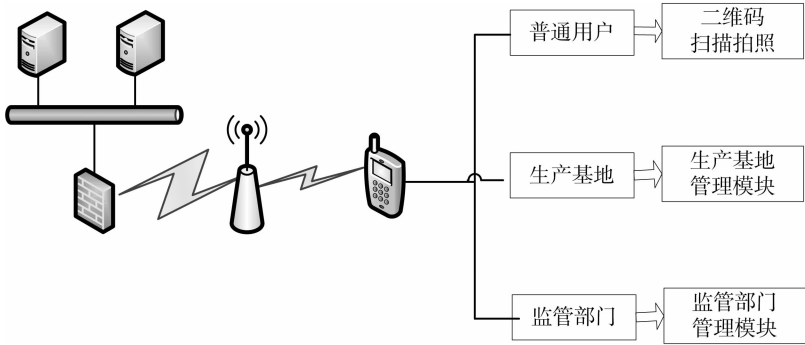 普通用户
二维码
扫描拍照
生产基地
生产基地
管理模块
监管部门
监管部门
管理模块